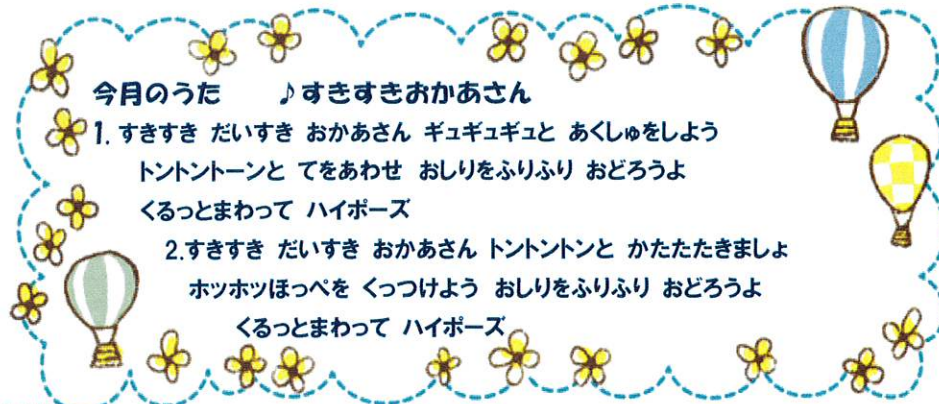 今月のうた　♪すきすきおかあさん
1. すきすき だいすき おかあさん ギュギュギュと あくしゅをしよう
トントントーンと てをあわせ おしりをふりふり おどろうよ
くるっとまわって ハイポーズ
2.すきすき だいすき おかあさん トントントンと かたたたきましょ
ホッホッほっぺを くっつけよう おしりをふりふり おどろうよ
くるっとまわって ハイポーズ